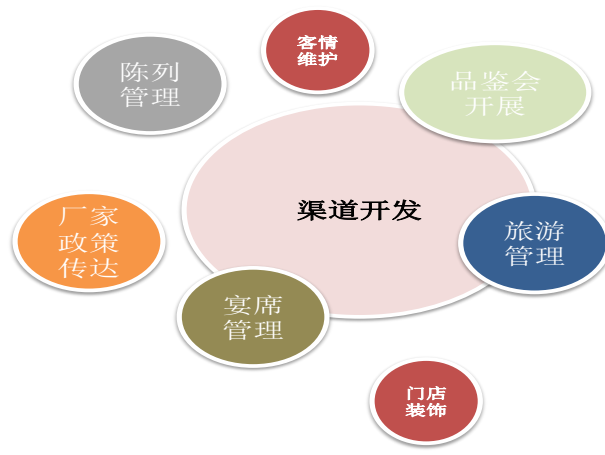 客情
维护
陈列
管理
品鉴会
开展
渠道开发
厂家
政策
传达
旅游
管理
宴席
管理
门店
装饰